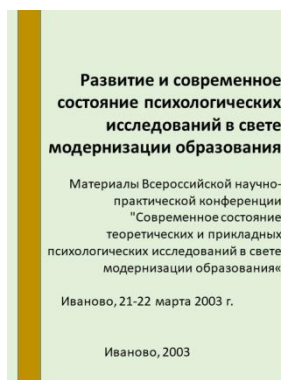 Развитие и современное
состояние психологических
исследований в свете
модернизации образования
Материалы Всероссийской научно-
практической конференции
"Современное состояние
теоретических и прикладных
психологических исследований в свете
модернизации образования«
Иваново, 21-22 марта 2003 г.
Иваново, 2003